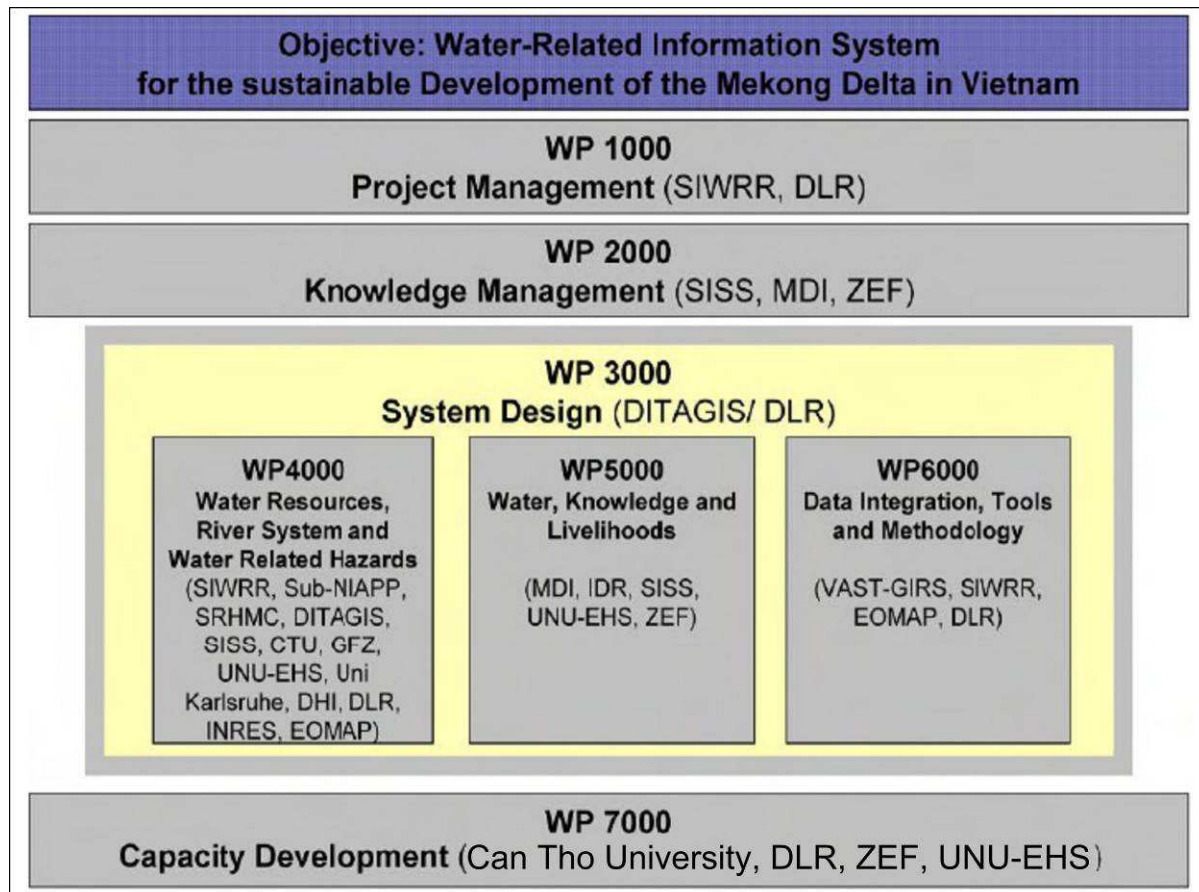 Objective: Water-Related Information System
for the sustainable Development of the Mekong Delta in Vietnam
WP 1000
Project Management (SIWRR, DLR)
WP 2000
Knowledge Management (SISS, MDI, ZEF)
WP 3000
System Design (DITAGIS/ DLR)
WP4000
Water Resources,
River System and
Water Related Hazards
(SIWRR, Sub-NIAPP,
SRHMC, DITAGIS,
SISS, CTU, GFZ,
UNU-EHS, Uni
Karlsruhe, DHI, DLR,
INRES, EOMAP)
WP5000
Water, Knowledge and
Livelihoods
(MDI, IDR, SISS,
UNU-EHS, ZEF)
WP6000
Data Integration, Tools
and Methodology
(VAST-GIRS, SIWRR,
EOMAP, DLR)
WP 7000
Capacity Development (Can Tho University, DLR, ZEF, UNU-EHS)